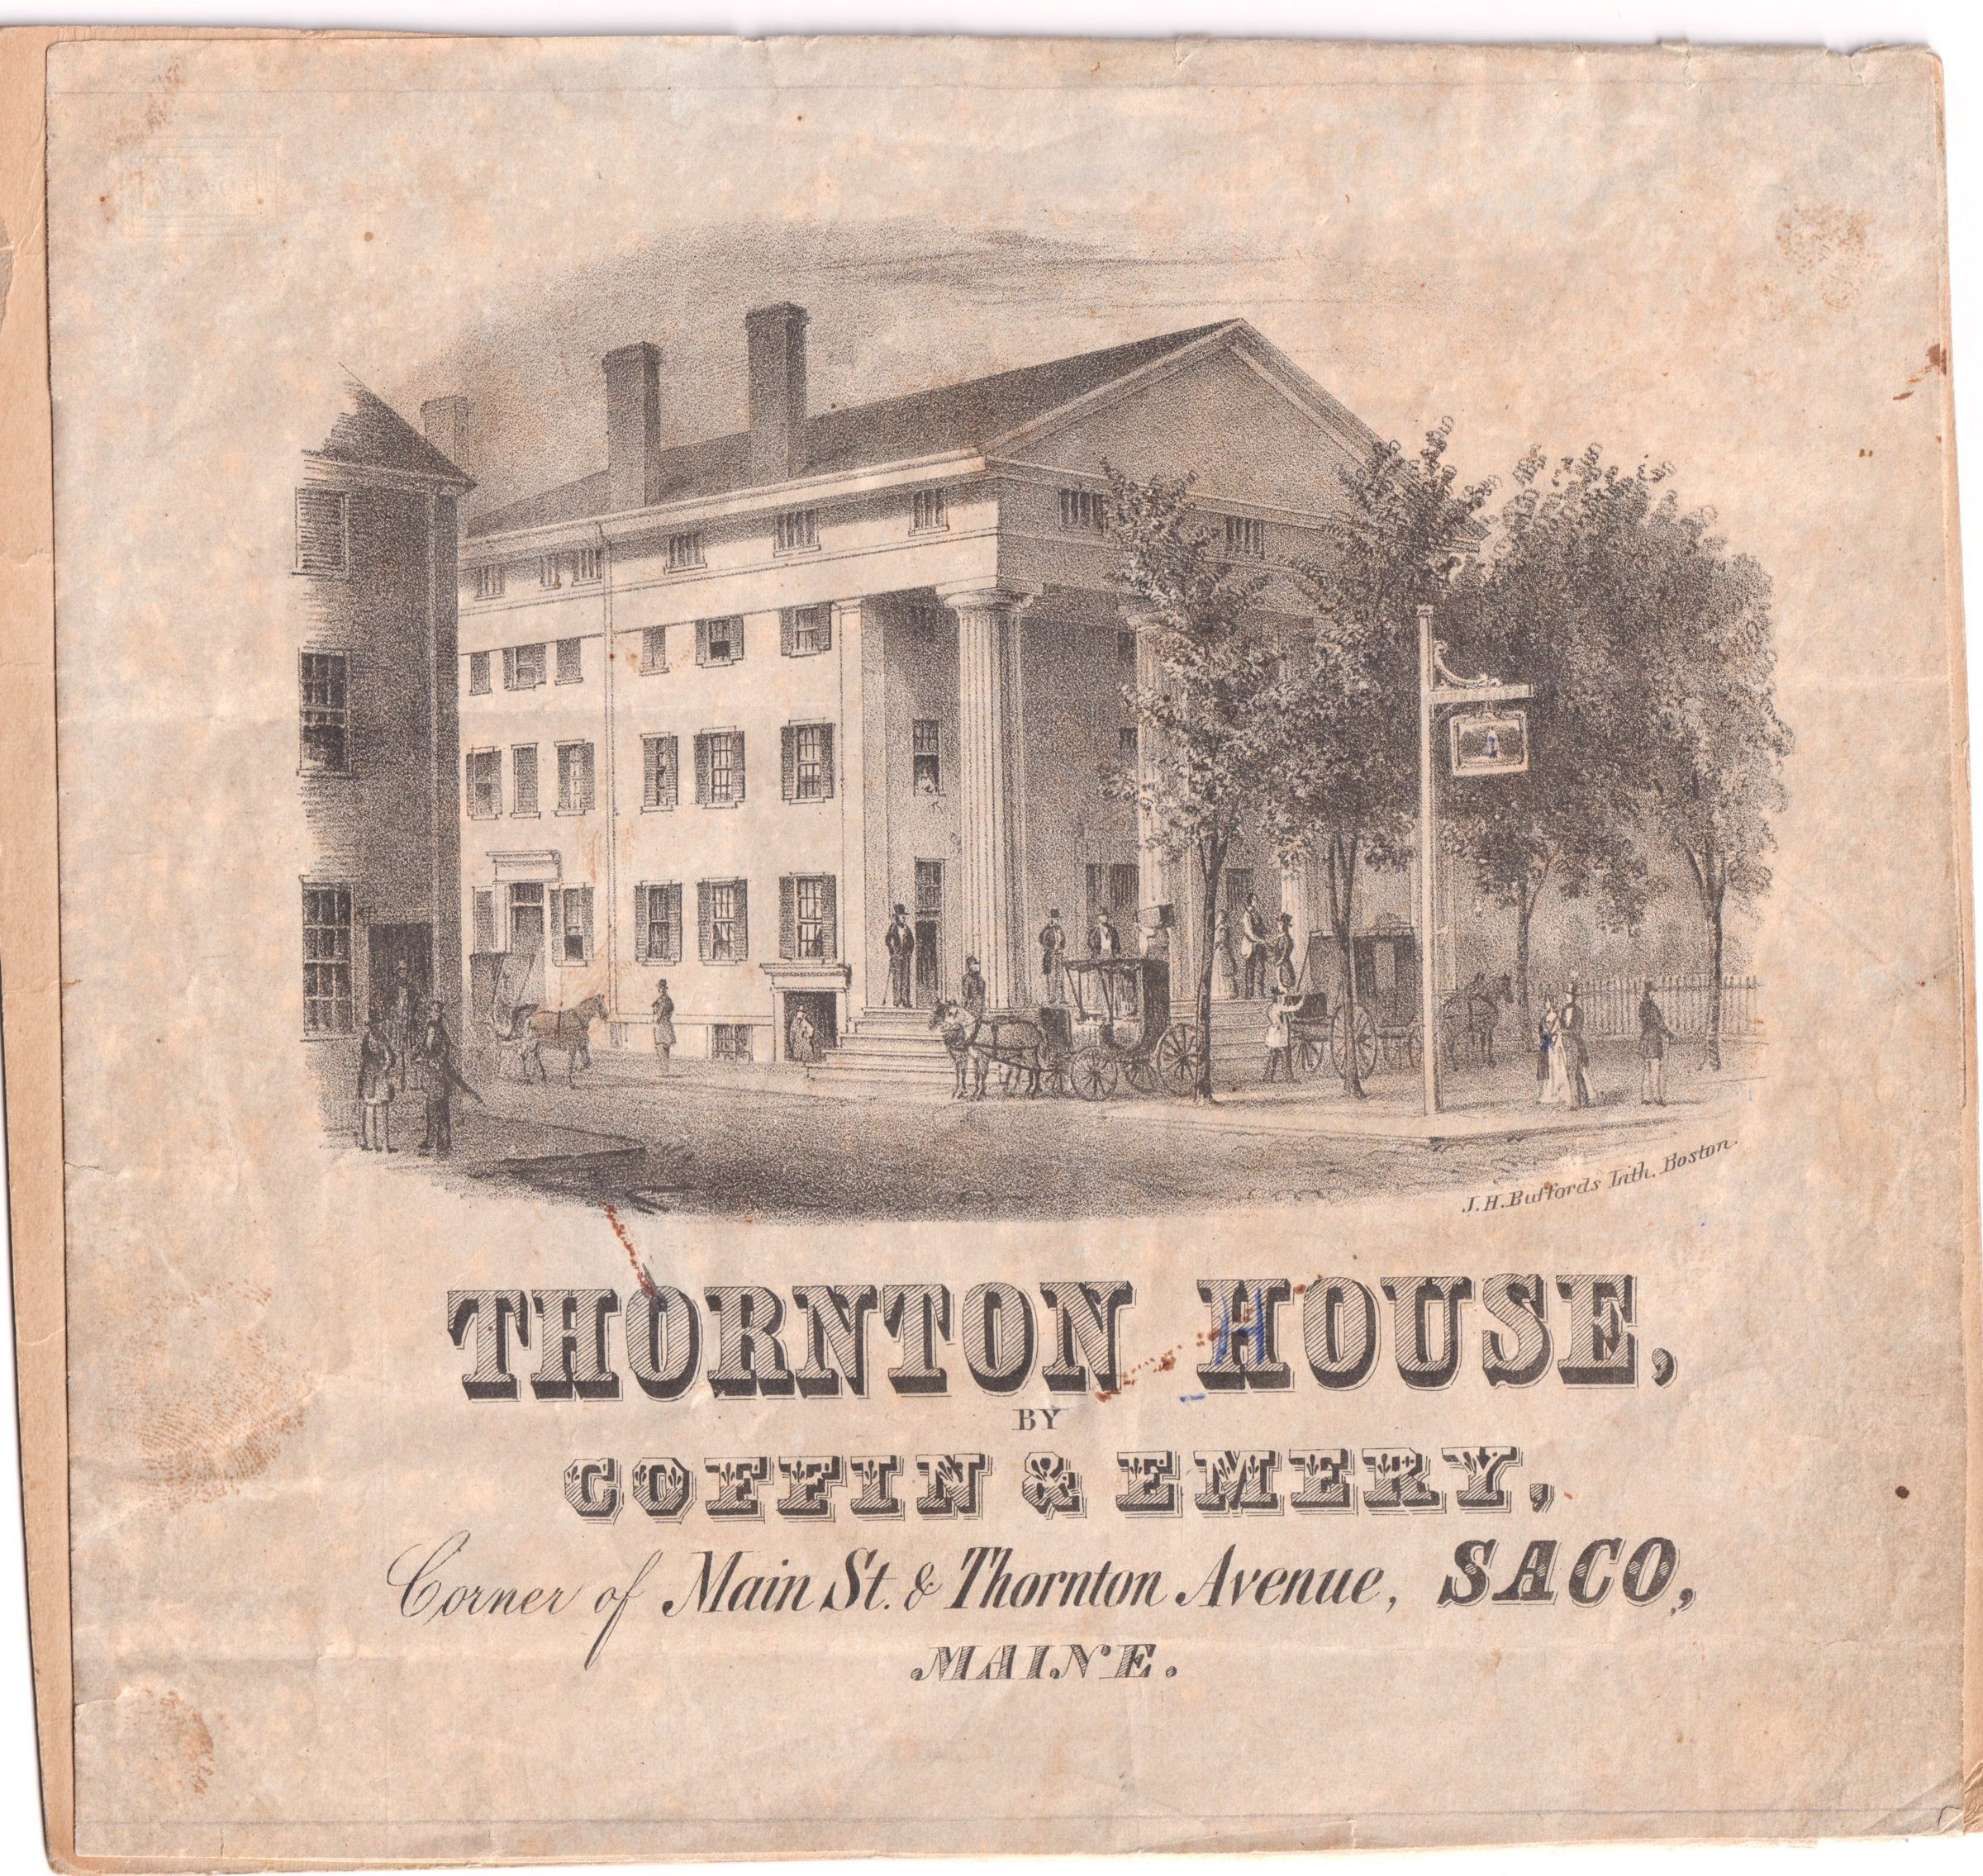 J.H.Buffords Lith. Boston.
THORNTON HOUSE,
BY
COFFIN & EMERY,
Corner of Main St. & Thornton Avenue, SACO,
MAINE.